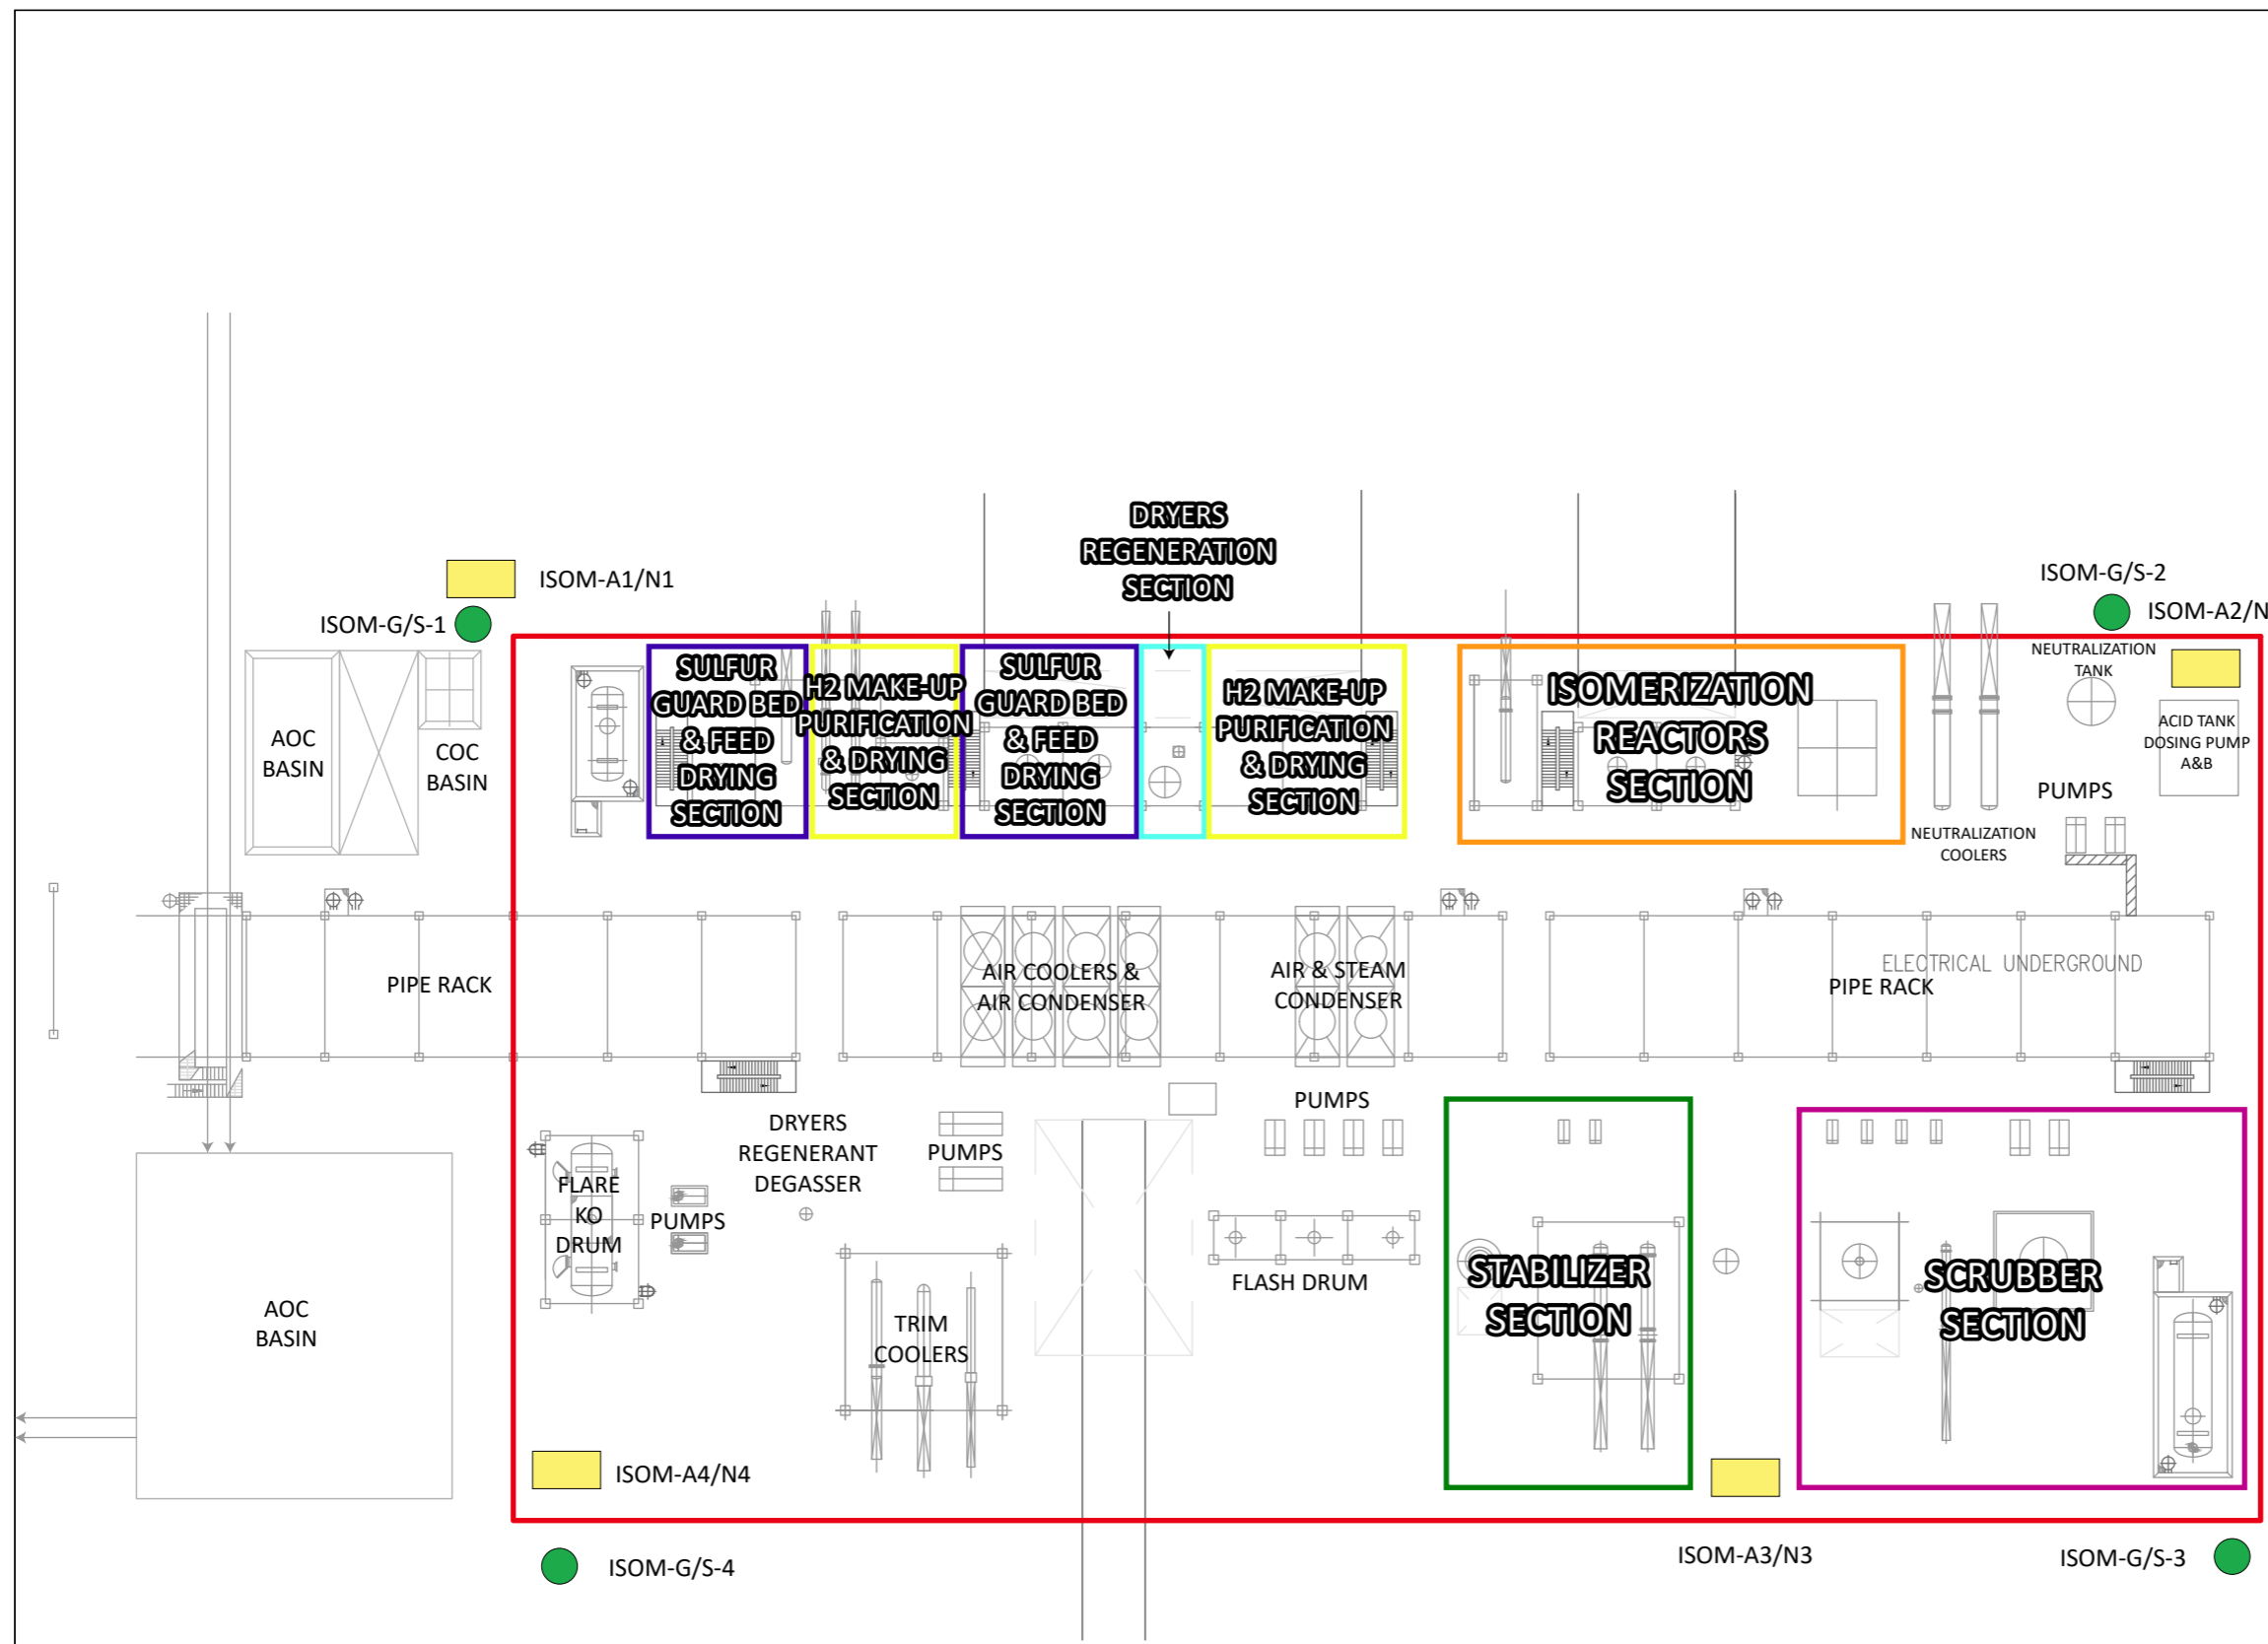 DRYERS
REGENERATION
SECTION
ISOM-A1/N1
ISOM-G/S-1
ISOM-G/S-2
ISOM-A2/N
AOC
BASIN
COC
BASIN
SULFUR
GUARD BED
& FEED
DRYING
SECTION
H2 MAKE-UP
PURIFICATION
& DRYING
SECTION
SULFUR
GUARD BED
& FEED
DRYING
SECTION
H2 MAKE-UP
PURIFICATION
& DRYING
SECTION
ISOMERIZATION
REACTORS
SECTION
NEUTRALIZATION
TANK
ACID TANK
DOSING PUMP
A&B
PUMPS
NEUTRALIZATION
COOLERS
PIPE RACK
AIR COOLERS &
AIR CONDENSER
AIR & STEAM
CONDENSER
ELECTRICAL UNDERGROUND
PIPE RACK
FLARE
KO
DRUM
PUMPS
DRYERS
REGENERANT
DEGASSER
PUMPS
PUMPS
FLASH DRUM
TRIM
COOLERS
STABILIZER
SECTION
SCRUBBER
SECTION
AOC
BASIN
ISOM-A4/N4
ISOM-G/S-4
ISOM-A3/N3
ISOM-G/S-3